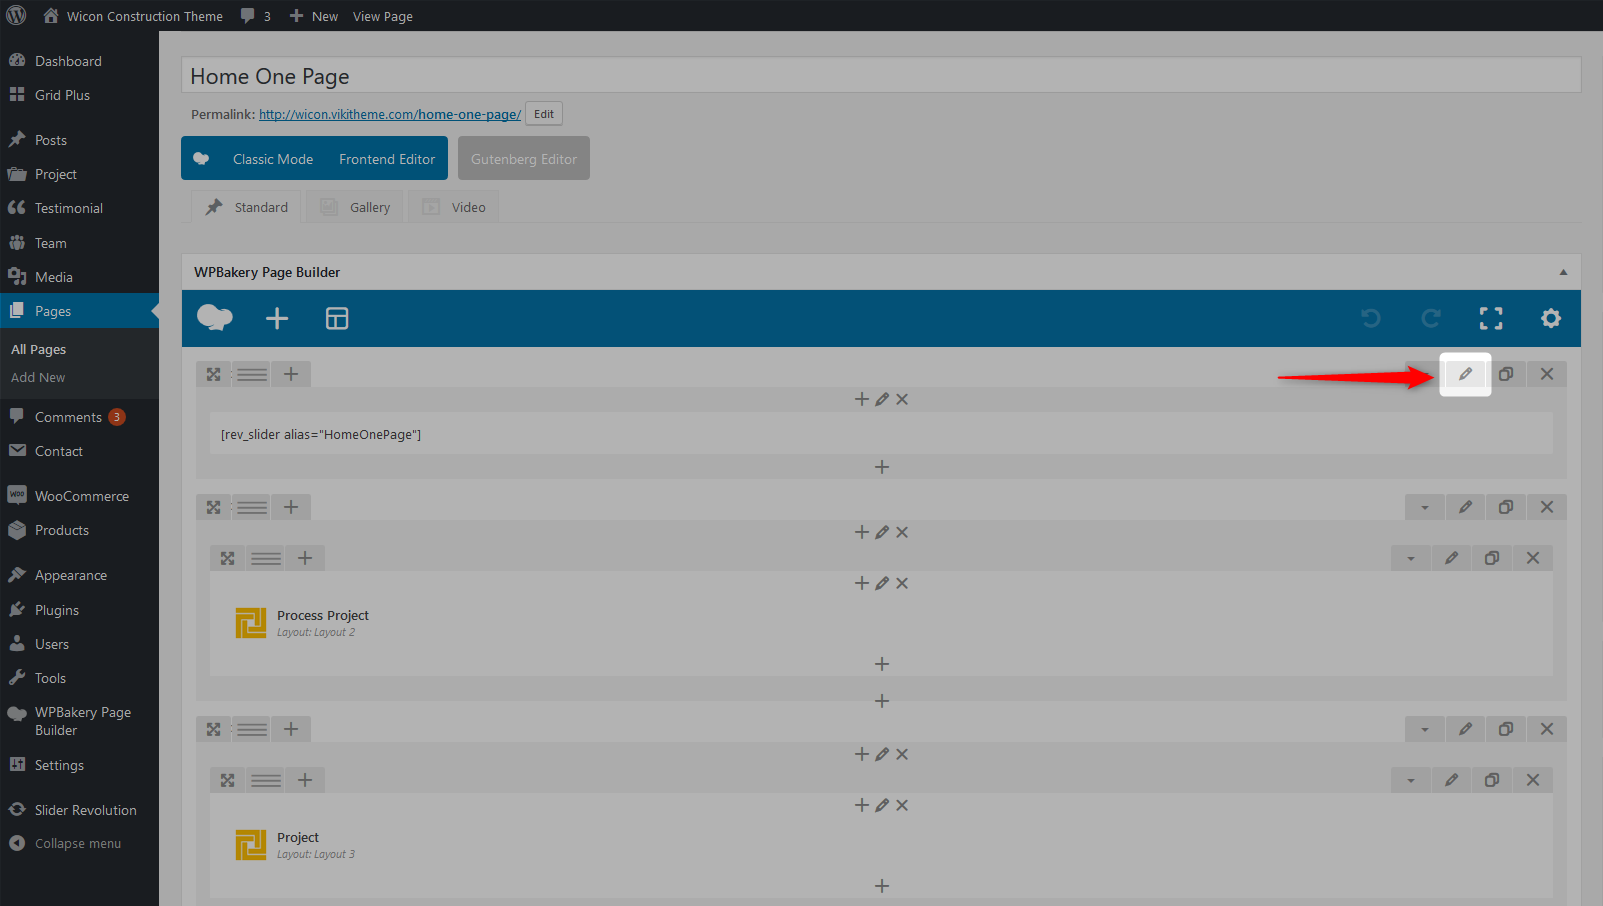 Wicon Construction Theme 3 New View Page
Dashboard
Grid Plus
Posts
Project
Testimonial
Team
Media
Pages
All Pages
Add New
Comments 3
Contact
WooCommerce
Products
Appearance
Plugins
Users
Tools
WPBakery Page
Builder
Settings
Slider Revolution
Collapse menu
Home One Page
Permalink: http://wicon.vikitheme.com/home-one-page/ Edit
Classic Mode Frontend Editor Gutenberg Editor
Standard Gallery Video
WPBakery Page Builder
[rev_slider alias="HomeOnePage"]
Process Project
Layout: Layout 2
Project
Layout: Layout 3